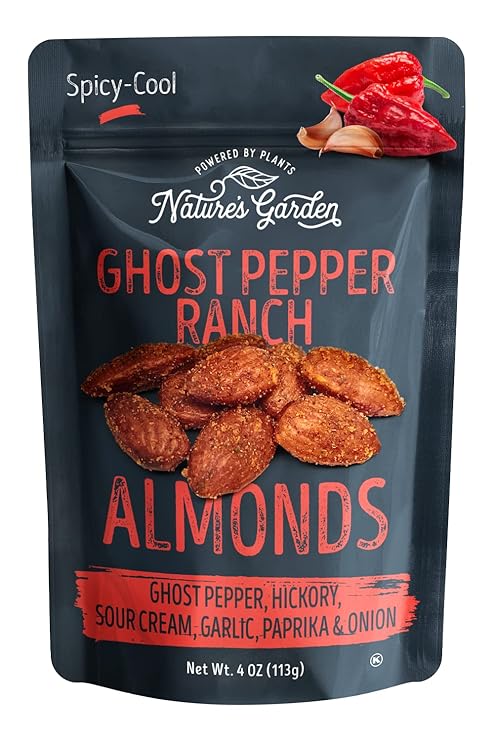 Spicy-Cool
POWERED BY PLANTS
Nature's Garden
GHOST PEPPER
RANCH
ALMONDS
GHOST PEPPER, HICKORY,
SOUR CREAM, GARLIC, PAPRIKA & ONION
Net Wt. 4 OZ (113g)
K